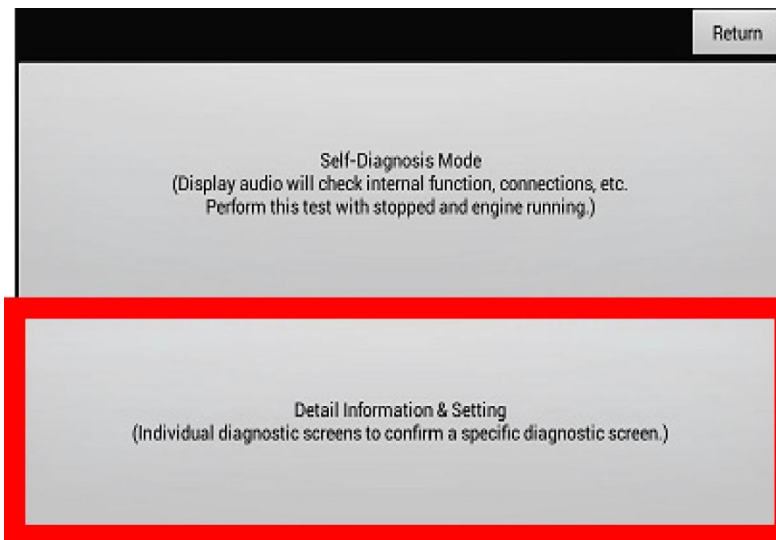 Return
Self-Diagnosis Mode
(Display audio will check internal function, connections, etc.
Perform this test with stopped and engine running.)
Detail Information & Setting
(Individual diagnostic screens to confirm a specific diagnostic screen.)